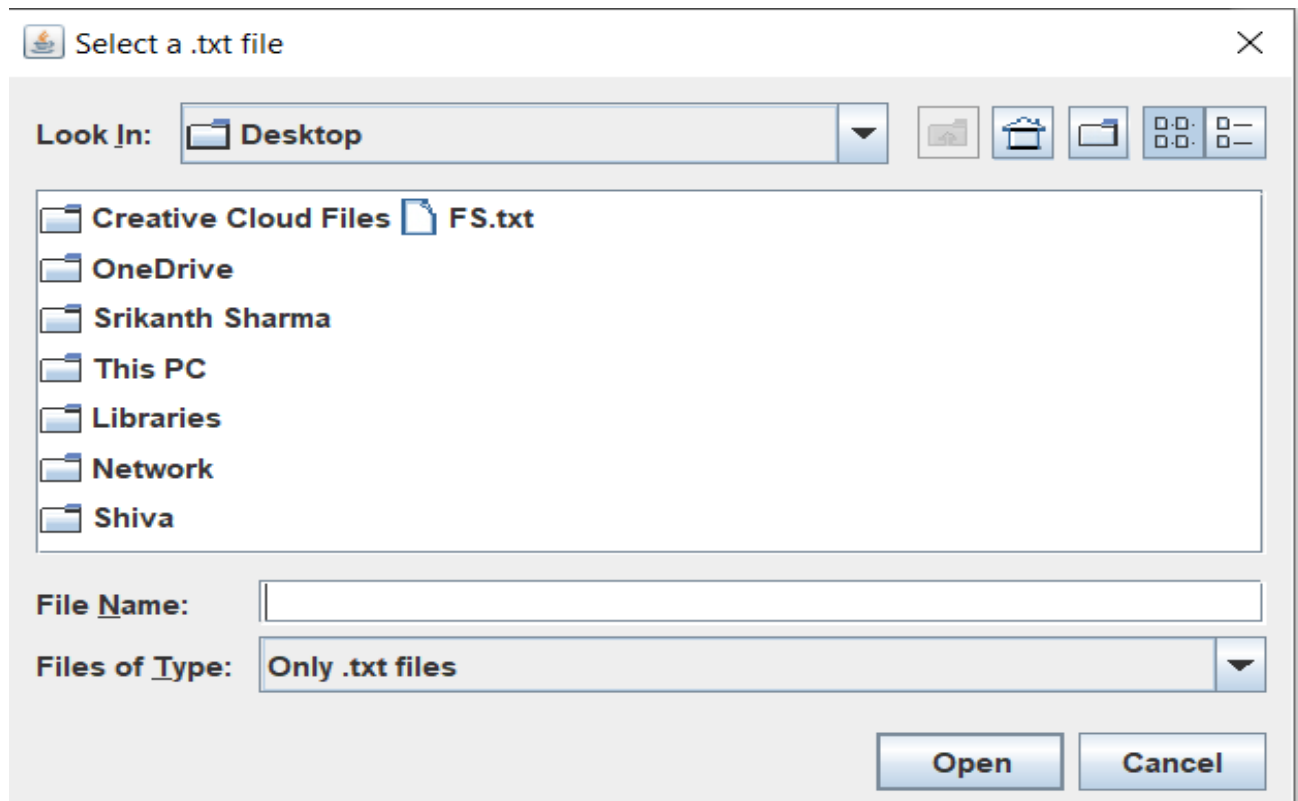 Select a .txt file
Look In: Desktop
Creative Cloud Files FS.txt
OneDrive
Srikanth Sharma
This PC
Libraries
Network
Shiva
File Name:
Files of Type: Only .txt files
Open Cancel